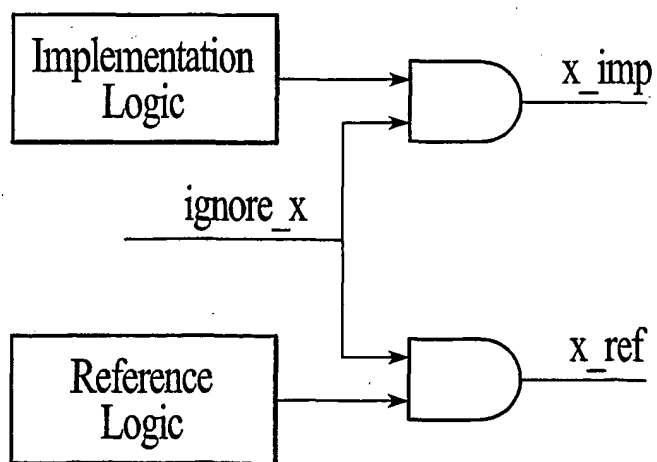 Implementation
Logic
x_imp
ignore_x
x_ref
Reference
Logic